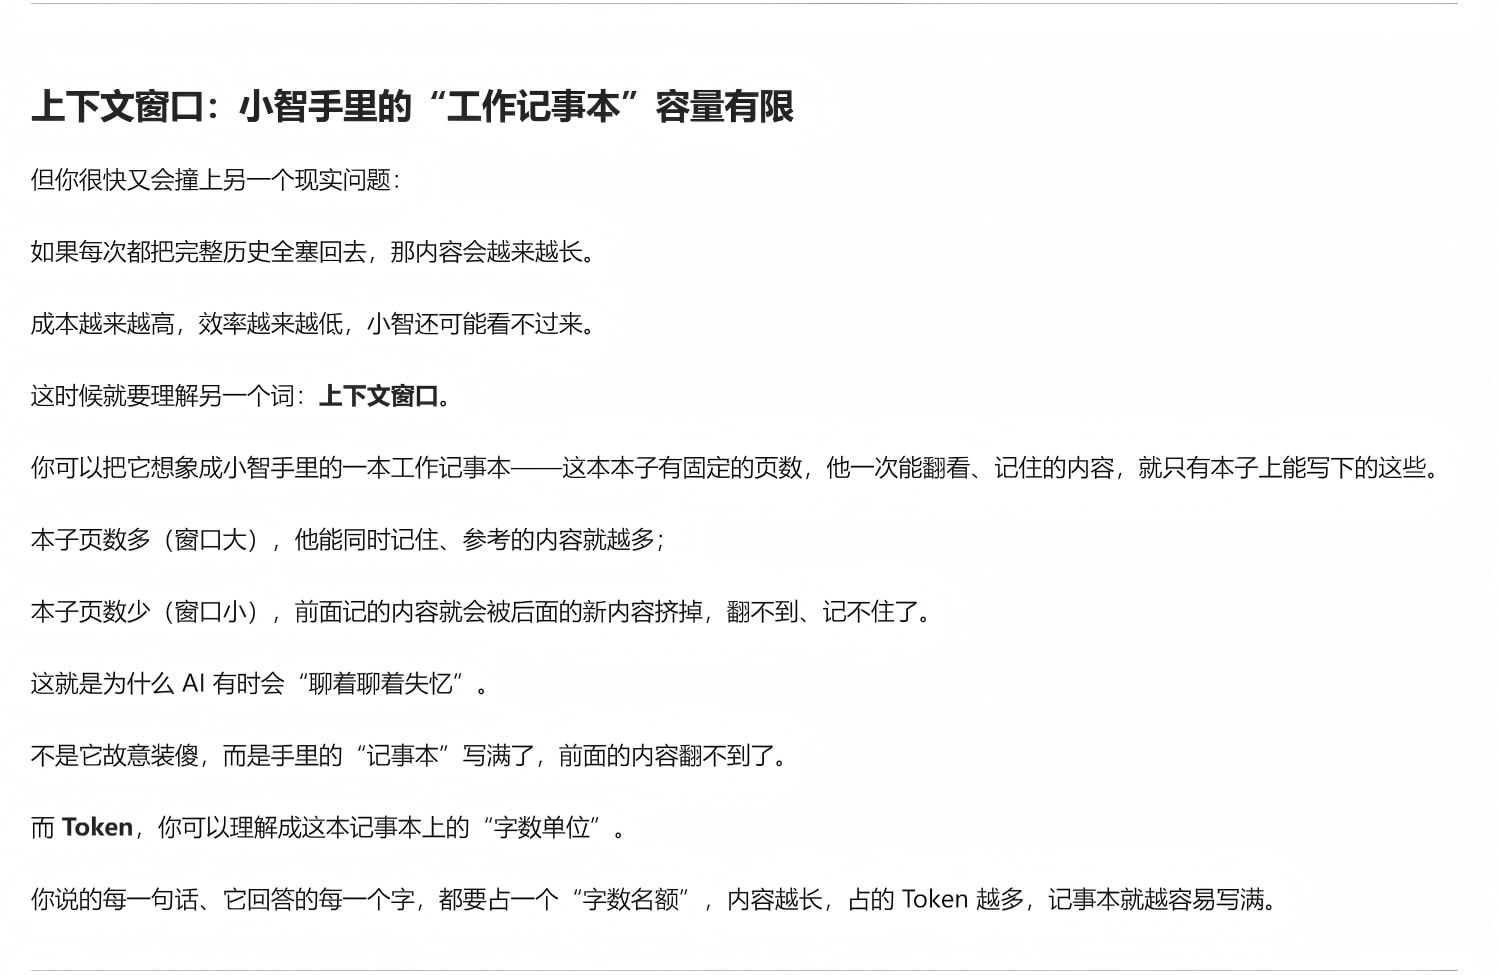 上下文窗口：小智手里的“工作记事本”容量有限
但你很快又会撞上另一个现实问题：
如果每次都把完整历史全塞回去，那内容会越来越长。
成本越来越高，效率越来越低，小智还可能看不过来。
这时候就要理解另一个词：上下文窗口。
你可以把它想象成小智手里的一本工作记事本——这本本子有固定的页数，他一次能翻看、记住的内容，就只有本子上能写下的这些。
本子页数多（窗口大），他能同时记住、参考的内容就越多；
本子页数少（窗口小），前面记的内容就会被后面的新内容挤掉，翻不到、记不住了。
这就是为什么 AI 有时会“聊着聊着失忆”。
不是它故意装傻，而是手里的“记事本”写满了，前面的内容翻不到了。
而 Token，你可以理解成这本记事本上的“字数单位”。
你说的每一句话、它回答的每一个字，都要占一个“字数名额”，内容越长，占的 Token 越多，记事本就越容易写满。